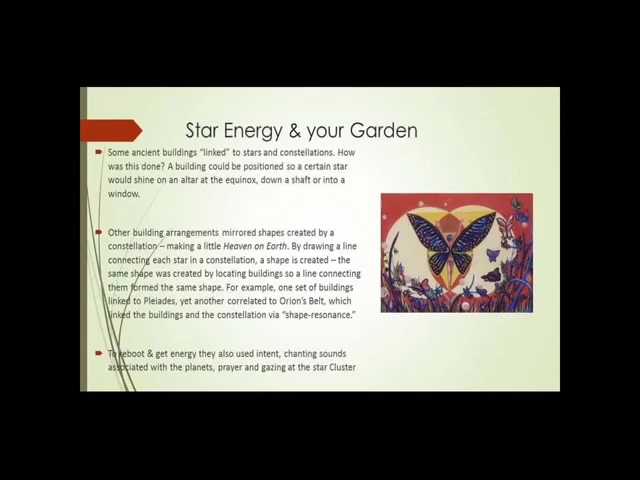 Star Energy & your Garden
Some ancient buildings “linked” to stars and constellations. How
was this done? A building could be positioned so a certain star
would shine on an altar at the equinox, down a shaft or into a
window.
Other building arrangements mirrored shapes created by a
constellation – making a little Heaven on Earth. By drawing a line
connecting each star in a constellation, a shape is created – the
same shape was created by locating buildings so a line connecting
them formed the same shape. For example, one set of buildings
linked to Pleiades, yet another correlated to Orion’s Belt, which
linked the buildings and the constellation via “shape-resonance.”
To reboot & get energy they also used intent, chanting sounds
associated with the planets, prayer and gazing at the star Cluster